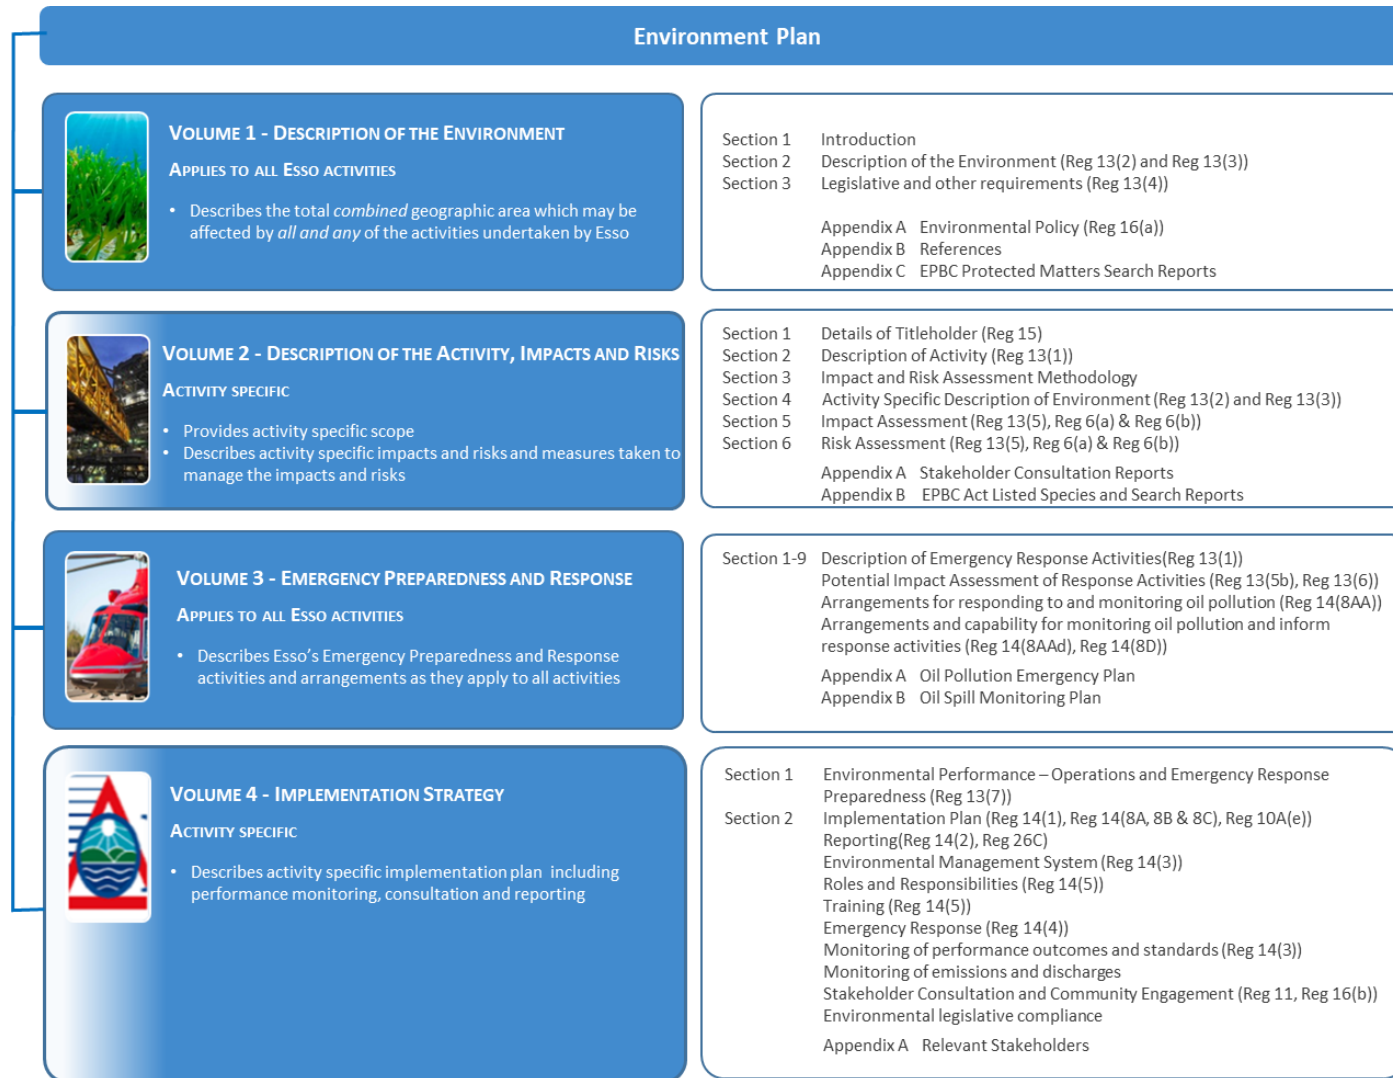 Environment Plan
VOLUME 1 - DESCRIPTION OF THE ENVIRONMENT
APPLIES TO ALL ESSO ACTIVITIES
• Describes the total combined geographic area which may be
affected by all and any of the activities undertaken by Esso
Section 1 Introduction
Section 2 Description of the Environment (Reg 13(2) and Reg 13(3))
Section 3 Legislative and other requirements (Reg 13(4))
Appendix A Environmental Policy (Reg 16(a))
Appendix B References
Appendix C EPBC Protected Matters Search Reports
VOLUME 2 - DESCRIPTION OF THE ACTIVITY, IMPACTS AND RISKS
ACTIVITY SPECIFIC
• Provides activity specific scope
• Describes activity specific impacts and risks and measures taken to
manage the impacts and risks
Section 1 Details of Titleholder (Reg 15)
Section 2 Description of Activity (Reg 13(1))
Section 3 Impact and Risk Assessment Methodology
Section 4 Activity Specific Description of Environment (Reg 13(2) and Reg 13(3))
Section 5 Impact Assessment (Reg 13(5), Reg 6(a) & Reg 6(b))
Section 6 Risk Assessment (Reg 13(5), Reg 6(a) & Reg 6(b))
Appendix A Stakeholder Consultation Reports
Appendix B EPBC Act Listed Species and Search Reports
VOLUME 3 - EMERGENCY PREPAREDNESS AND RESPONSE
APPLIES TO ALL ESSO ACTIVITIES
• Describes Esso's Emergency Preparedness and Response
activities and arrangements as they apply to all activities
Section 1-9 Description of Emergency Response Activities(Reg 13(1))
Potential Impact Assessment of Response Activities (Reg 13(5b), Reg 13(6))
Arrangements for responding to and monitoring oil pollution (Reg 14(8AA))
Arrangements and capability for monitoring oil pollution and inform
response activities (Reg 14(8AAd), Reg 14(8D))
Appendix A Oil Pollution Emergency Plan
Appendix B Oil Spill Monitoring Plan
VOLUME 4 - IMPLEMENTATION STRATEGY
ACTIVITY SPECIFIC
• Describes activity specific implementation plan including
performance monitoring, consultation and reporting
Section 1 Environmental Performance – Operations and Emergency Response
Preparedness (Reg 13(7))
Section 2 Implementation Plan (Reg 14(1), Reg 14(8A, 8B & 8C), Reg 10A(e))
Reporting(Reg 14(2), Reg 26C)
Environmental Management System (Reg 14(3))
Roles and Responsibilities (Reg 14(5))
Training (Reg 14(5))
Emergency Response (Reg 14(4))
Monitoring of performance outcomes and standards (Reg 14(3))
Monitoring of emissions and discharges
Stakeholder Consultation and Community Engagement (Reg 11, Reg 16(b))
Environmental legislative compliance
Appendix A Relevant Stakeholders